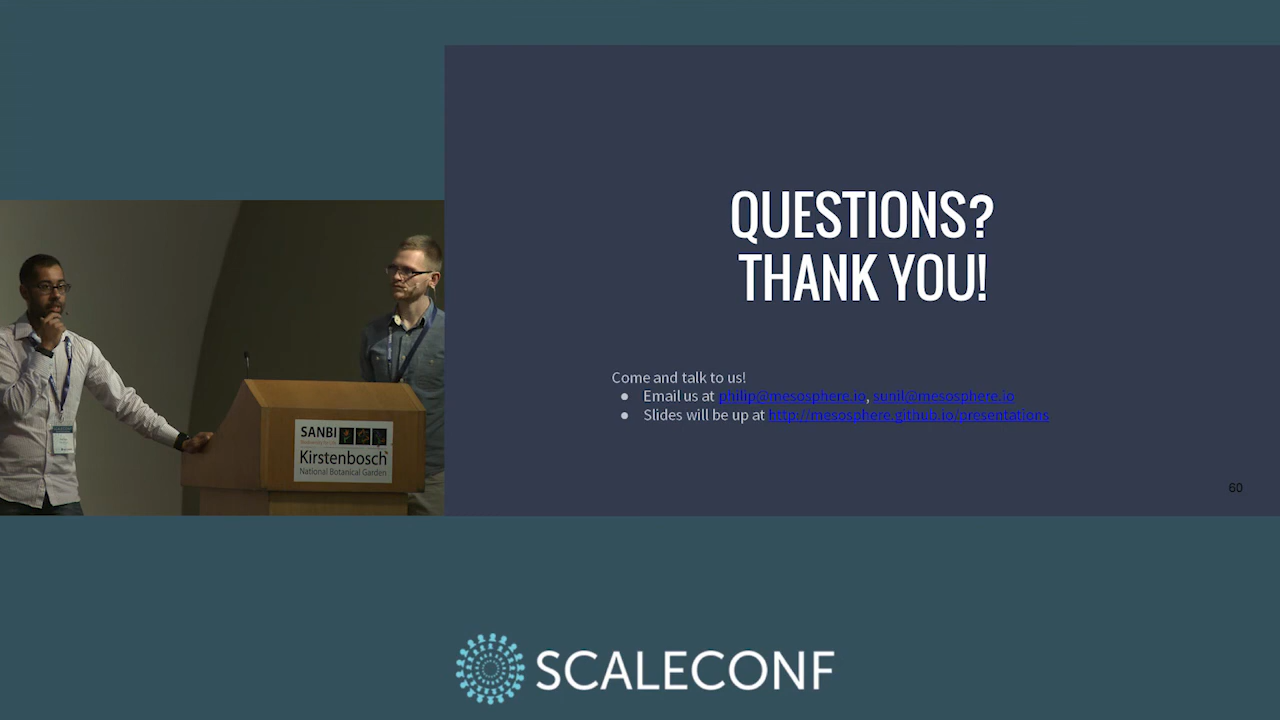 QUESTIONS?
THANK YOU!
Come and talk to us!
● Email us at philip@mesosphere.io, sunil@mesosphere.io
● Slides will be up at http://mesosphere.github.io/presentations
60
SANBI
Kirstenbosch
National Botanical Garden
SCALECONF